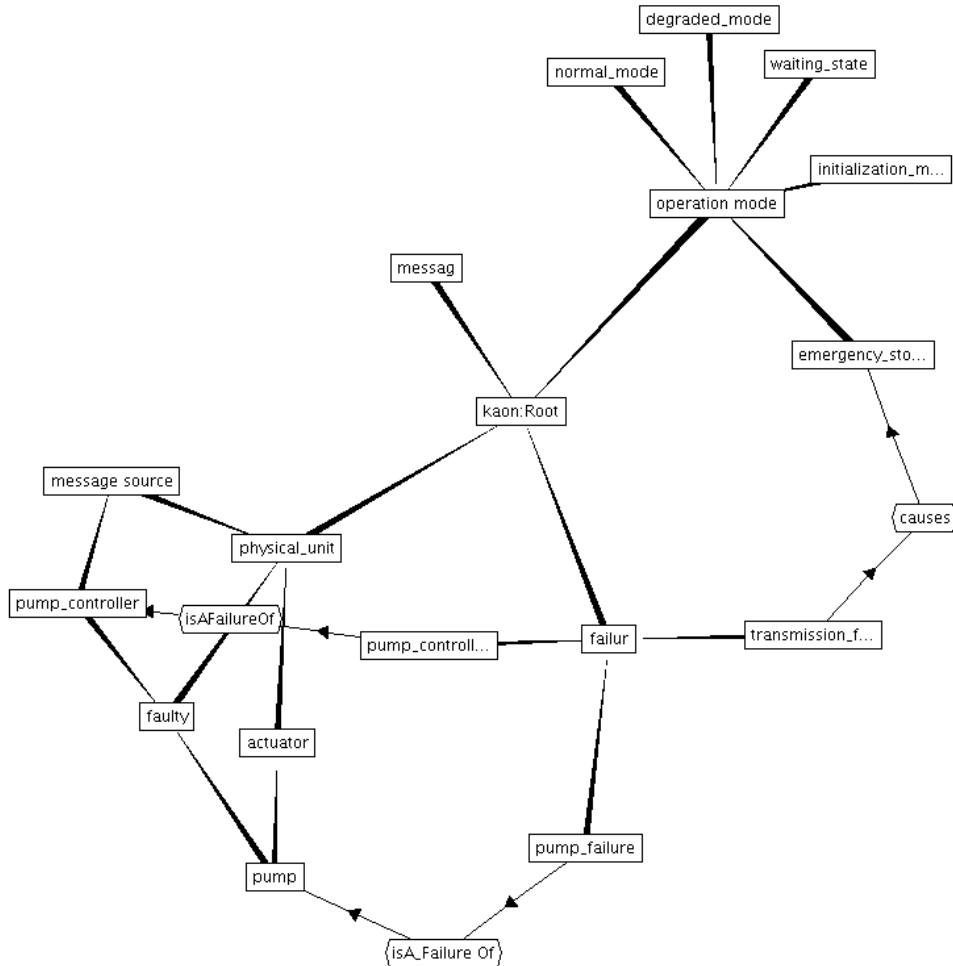 degraded_mode
waiting_state
normal_mode
initialization_m...
operation mode
messag
emergency_sto...
kaon:Root
message source
causes
physical_unit
pump_controller
isAFailureOf
pump_controll...
failur
transmission_f...
faulty
actuator
pump_failure
pump
isA_Failure Of